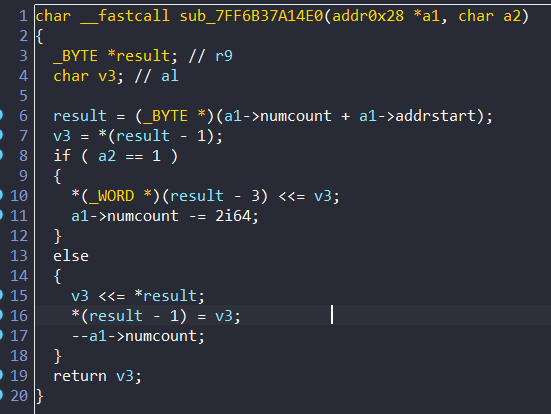 1 char __fastcall sub_7FF6B37A14E0(addr0x28 *a1, char a2)
2 {
3   _BYTE *result; // r9
4   char v3; // al
5
6   result = (_BYTE *)(a1->numcount + a1->addrstart);
7   v3 = *(result - 1);
8   if ( a2 == 1 )
9   {
10     *(_WORD *)(result - 3) <<= v3;
11     a1->numcount -= 2i64;
12   }
13   else
14   {
15     v3 <<= *result;
16     *(result - 1) = v3;
17     --a1->numcount;
18   }
19   return v3;
20 }